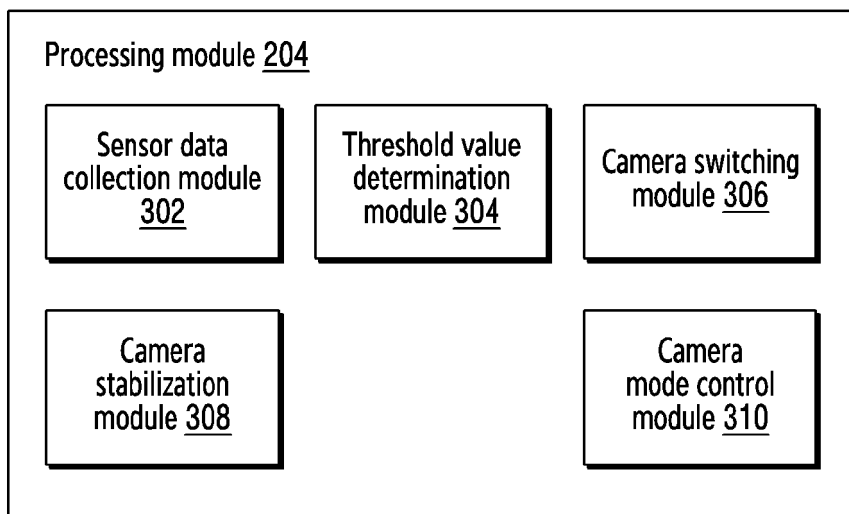 Processing module 204
Sensor data
collection module
302
Threshold value
determination
module 304
Camera switching
module 306
Camera
stabilization
module 308
Camera
mode control
module 310